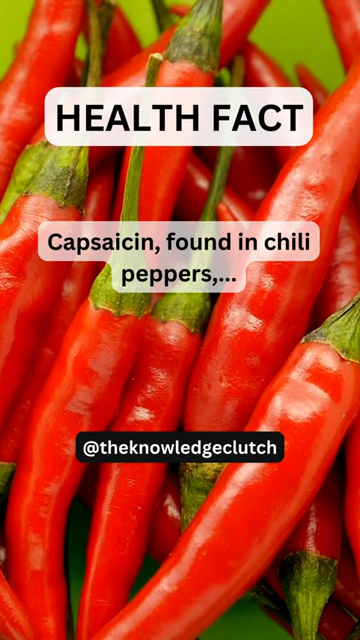 HEALTH FACT
Capsaicin, found in chili
peppers,...
@theknowledgeclutch